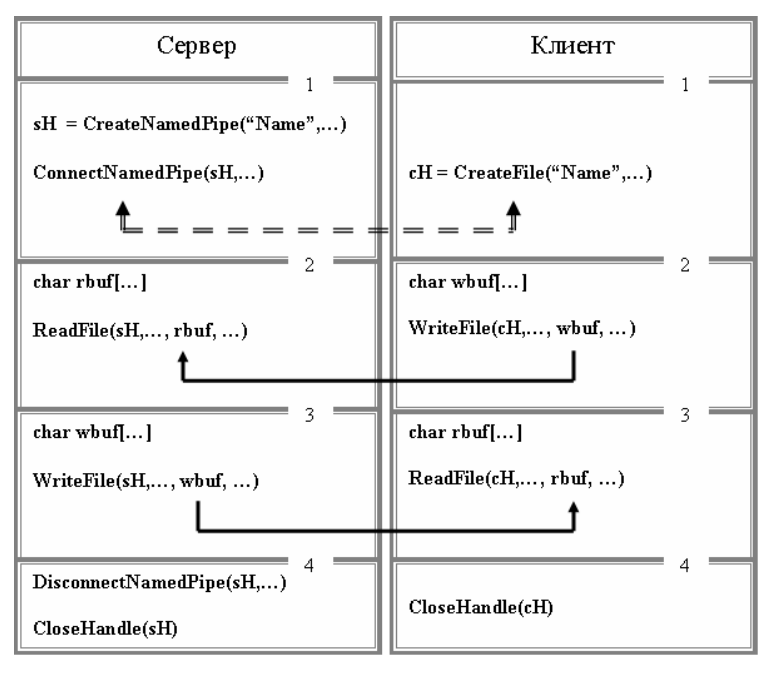 Сервер
1
sH = CreateNamedPipe(“Name”,...)
ConnectNamedPipe(sH,...)
2
char rbuf[...]
ReadFile(sH,..., rbuf, ...)
3
char wbuf[...]
WriteFile(sH,..., wbuf, ...)
4
DisconnectNamedPipe(sH,...)
CloseHandle(sH)
Клиент
1
cH = CreateFile(“Name”,...)
2
char wbuf[...]
WriteFile(cH,..., wbuf, ...)
3
char rbuf[...]
ReadFile(cH,..., rbuf, ...)
4
CloseHandle(cH)